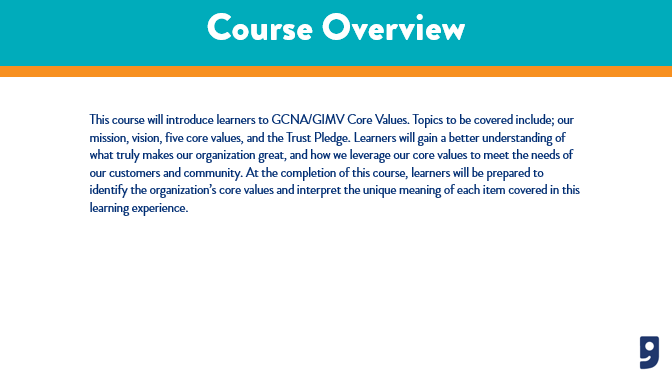 Course Overview
This course will introduce learners to GCNA/GIMV Core Values. Topics to be covered include; our
mission, vision, five core values, and the Trust Pledge. Learners will gain a better understanding of
what truly makes our organization great, and how we leverage our core values to meet the needs of
our customers and community. At the completion of this course, learners will be prepared to
identify the organization's core values and interpret the unique meaning of each item covered in this
learning experience.